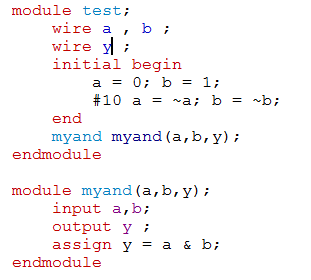 module test;
    wire a , b ;
    wire y ;
    initial begin
        a = 0; b = 1;
        #10 a = ~a; b = ~b;
    end
    myand myand(a,b,y);
endmodule

module myand(a,b,y);
    input a,b;
    output y ;
    assign y = a & b;
endmodule